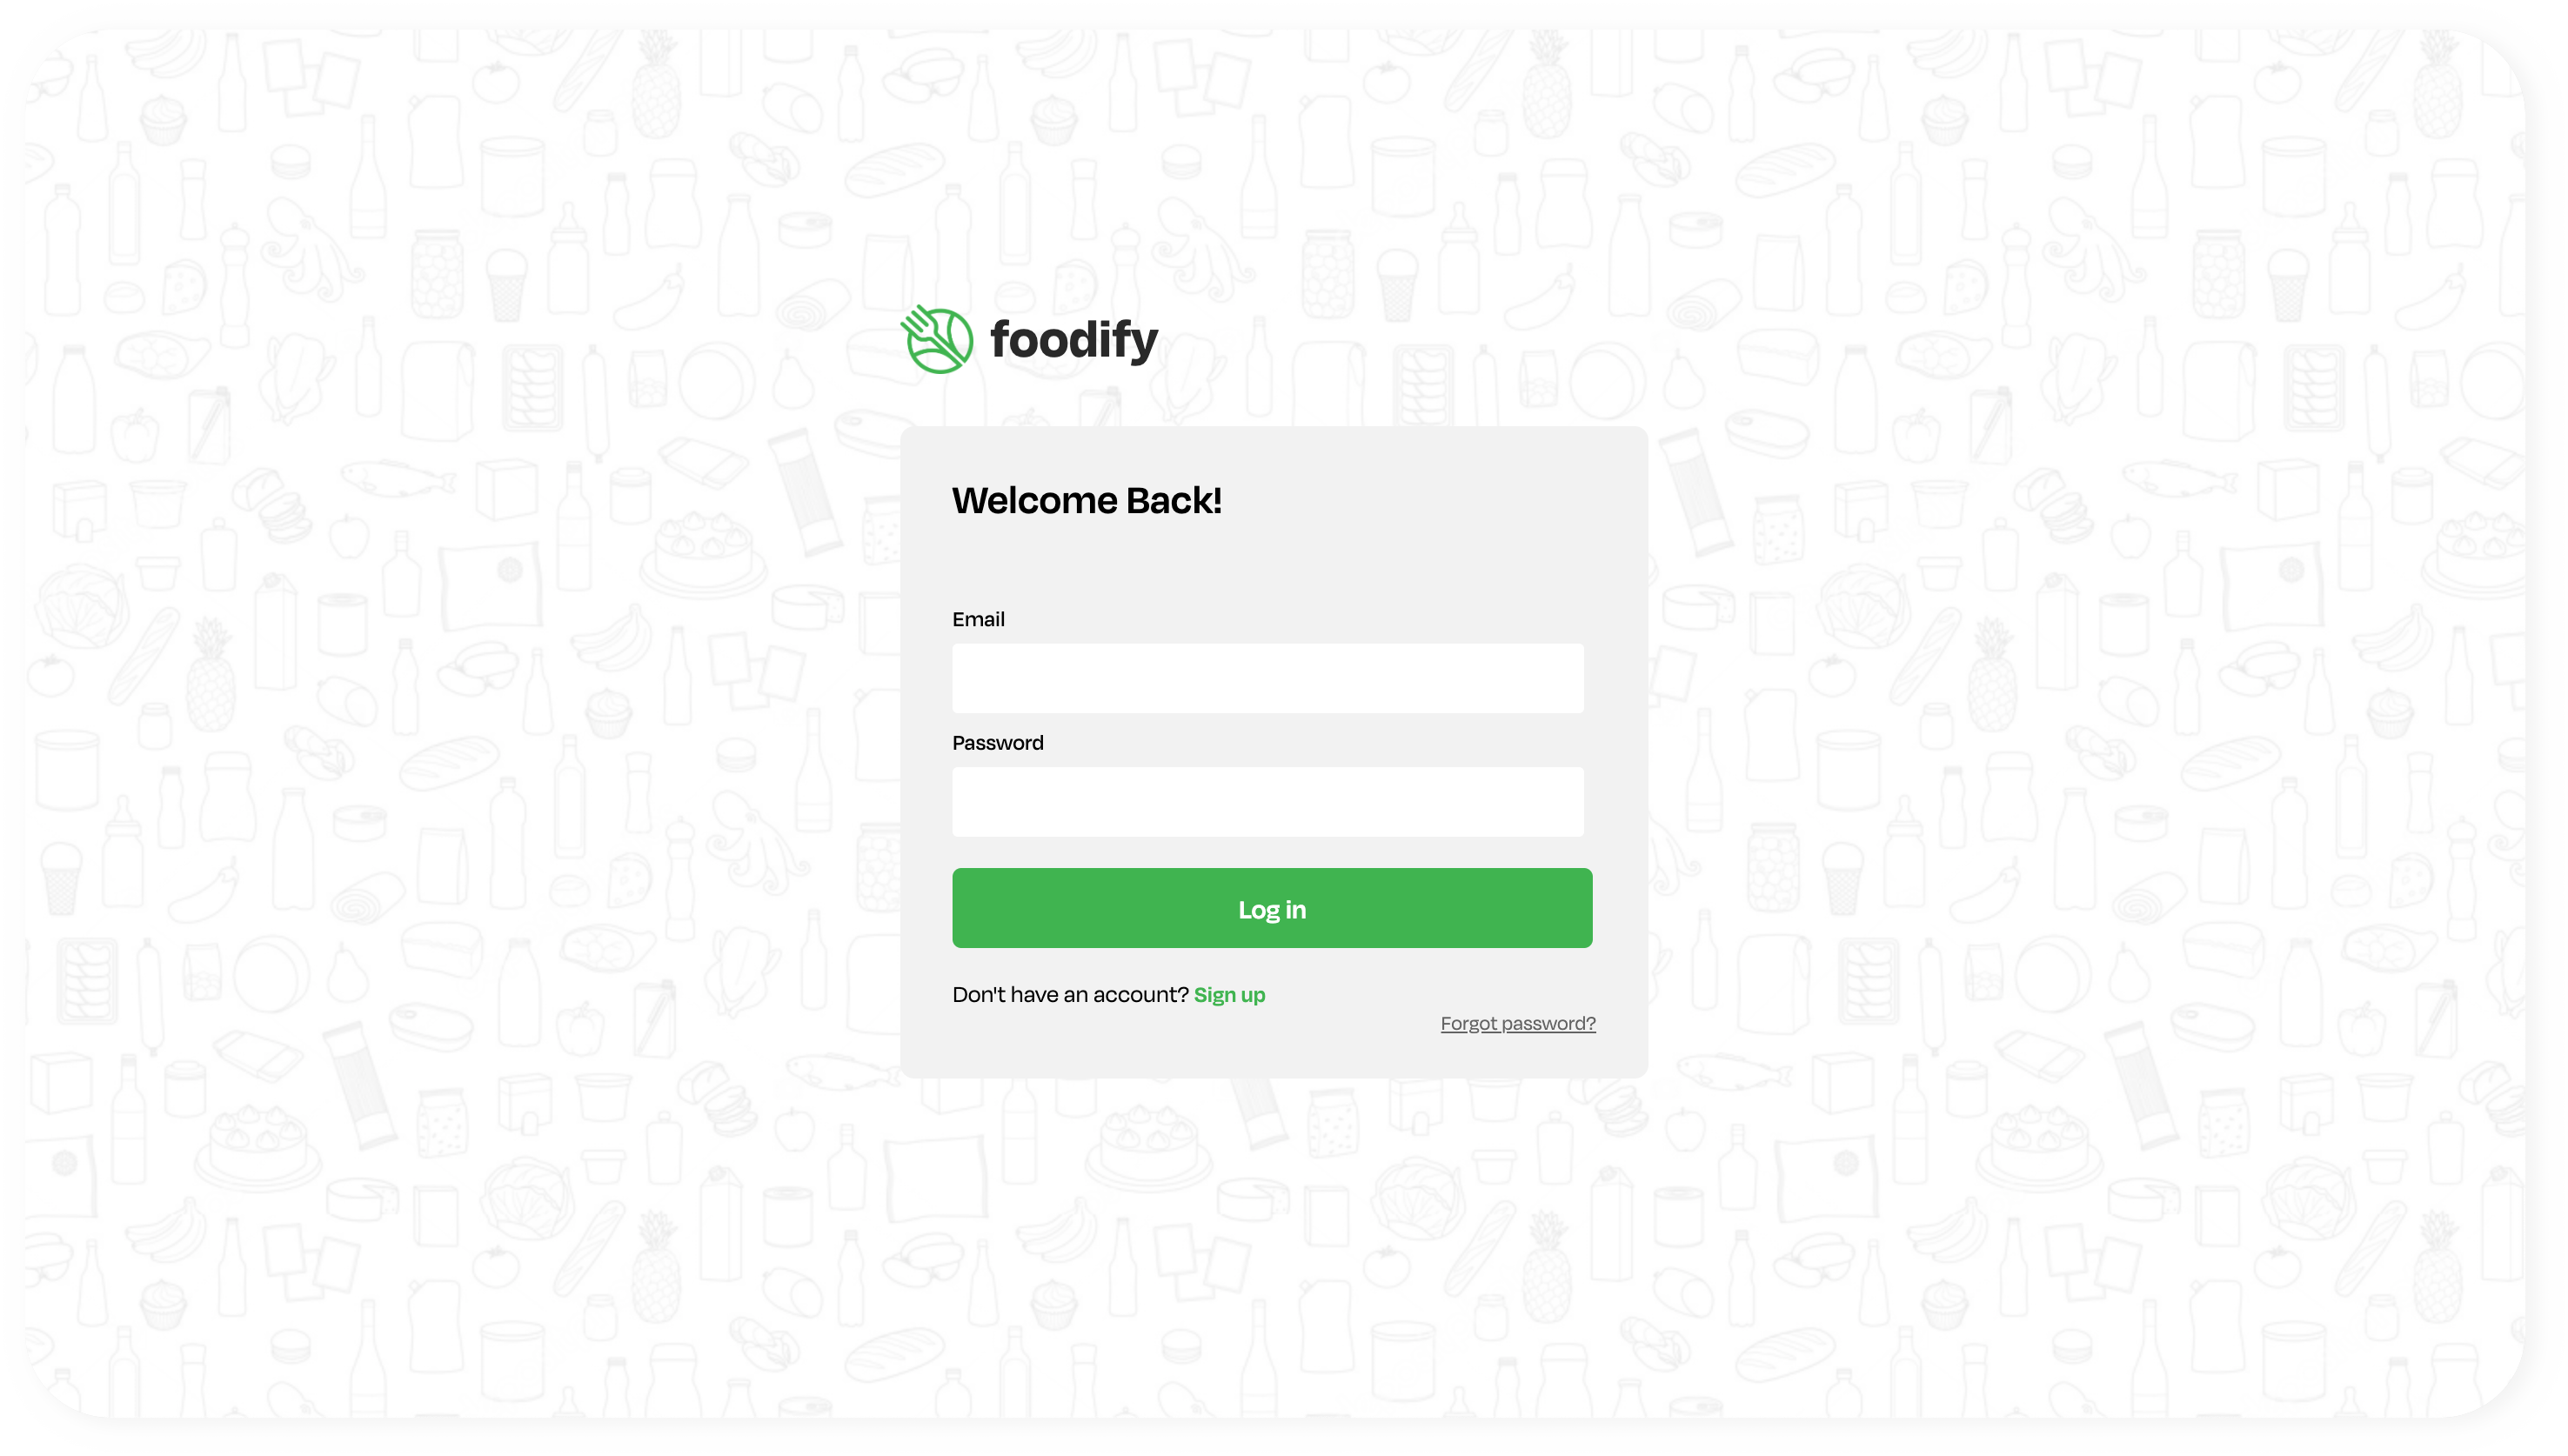 foodify
Welcome Back!
Email
Password
Log in
Don't have an account? Sign up
Forgot password?